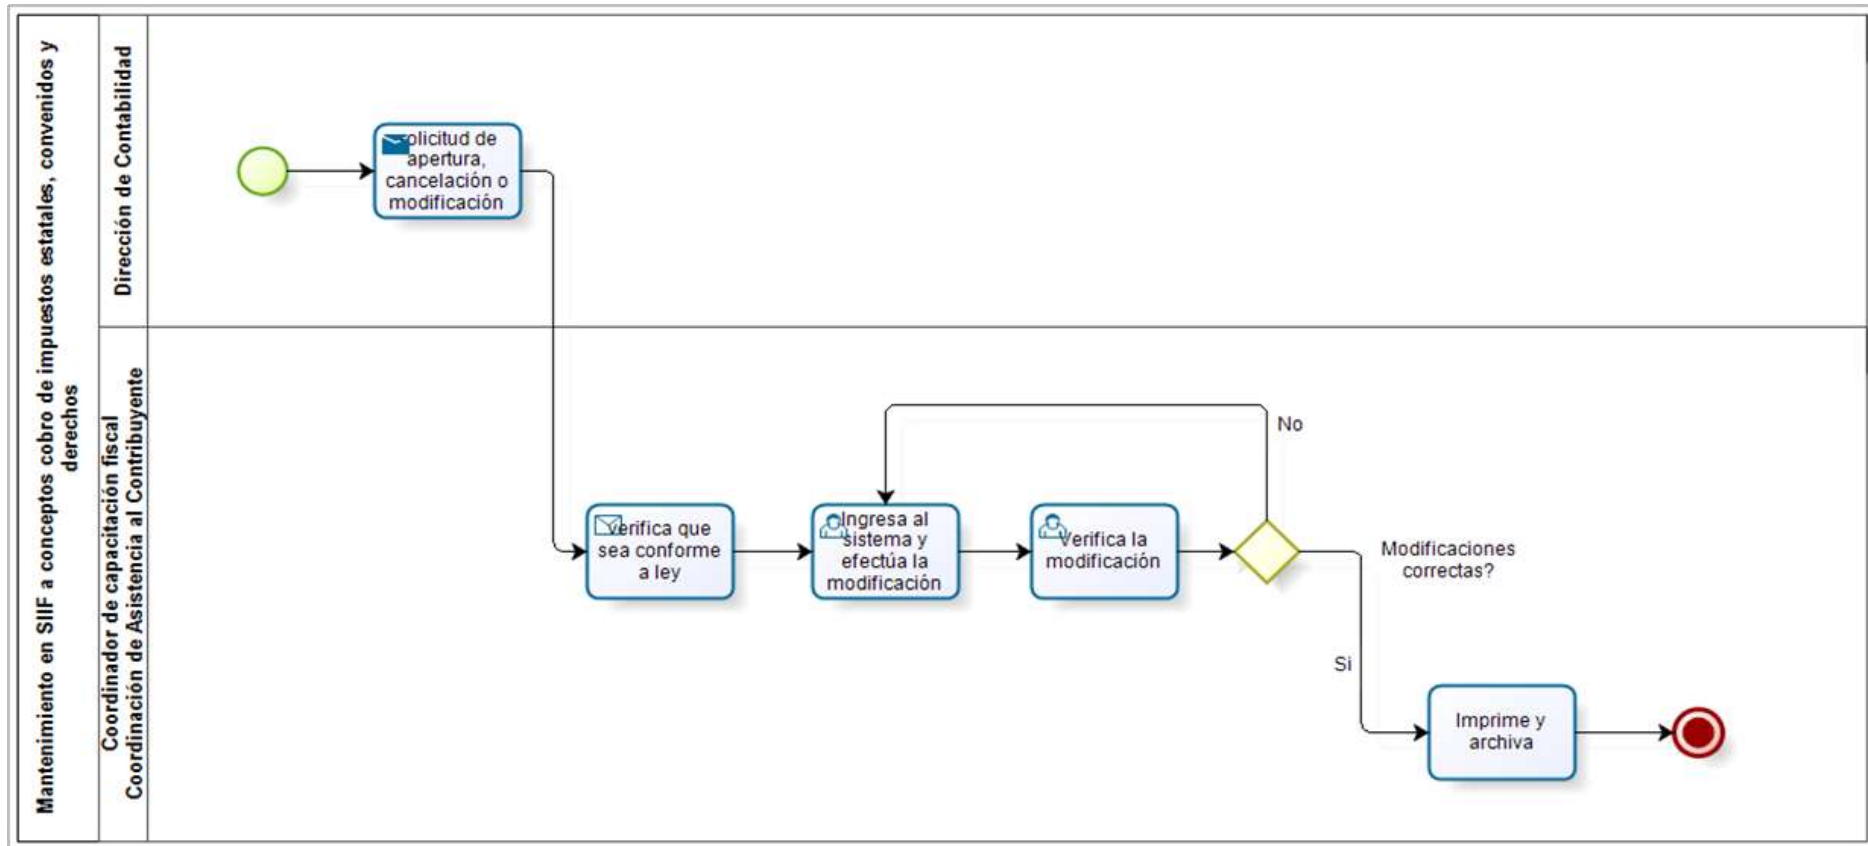 Mantenimiento en SIIF a conceptos cobro de impuestos estatales, convenidos y
derechos
Dirección de Contabilidad
olicitud de
apertura,
cancelación o
modificación
Coordinador de capacitación fiscal
Coordinación de Asistencia al Contribuyente
verifica que
sea conforme
a ley
Ingresa al
sistema y
efectúa la
modificación
Verifica la
modificación
No
Modificaciones
correctas?
Si
Imprime y
archiva